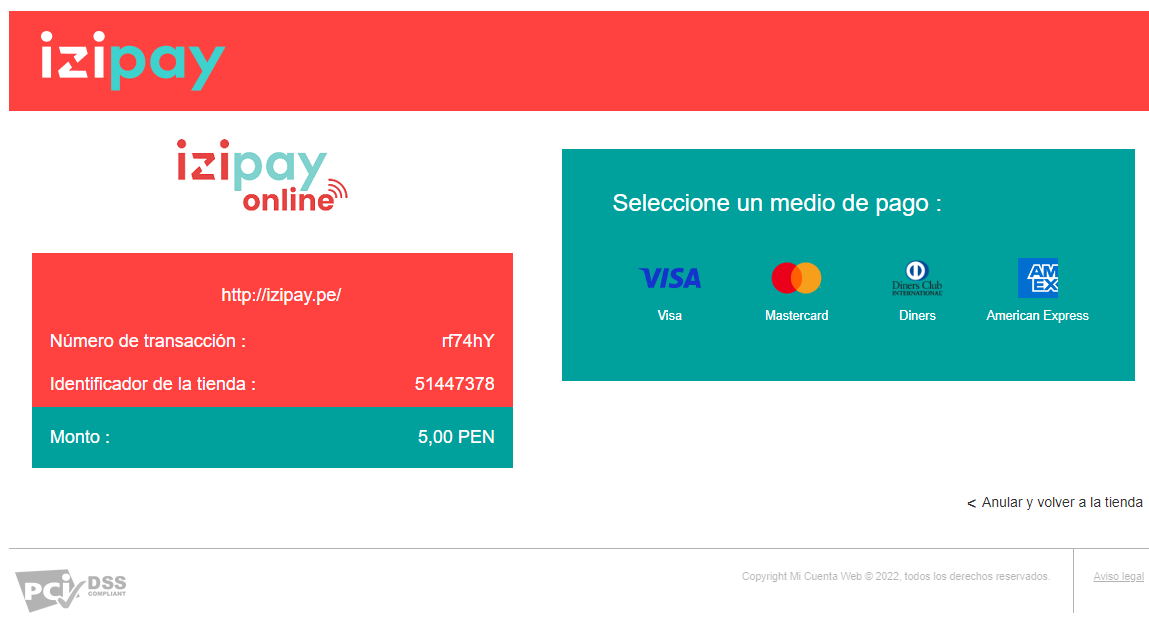 izipay
izipay
online
http://izipay.pe/
Número de transacción : rf74hY
Identificador de la tienda : 51447378
Monto : 5,00 PEN
Seleccione un medio de pago :
VISA
Visa
Mastercard
Diners Club
INTERNATIONAL
Diners
AM
EX
American Express
< Anular y volver a la tienda
PCI DSS
COMPLIANT
Copyright Mi Cuenta Web © 2022, todos los derechos reservados.
Aviso legal